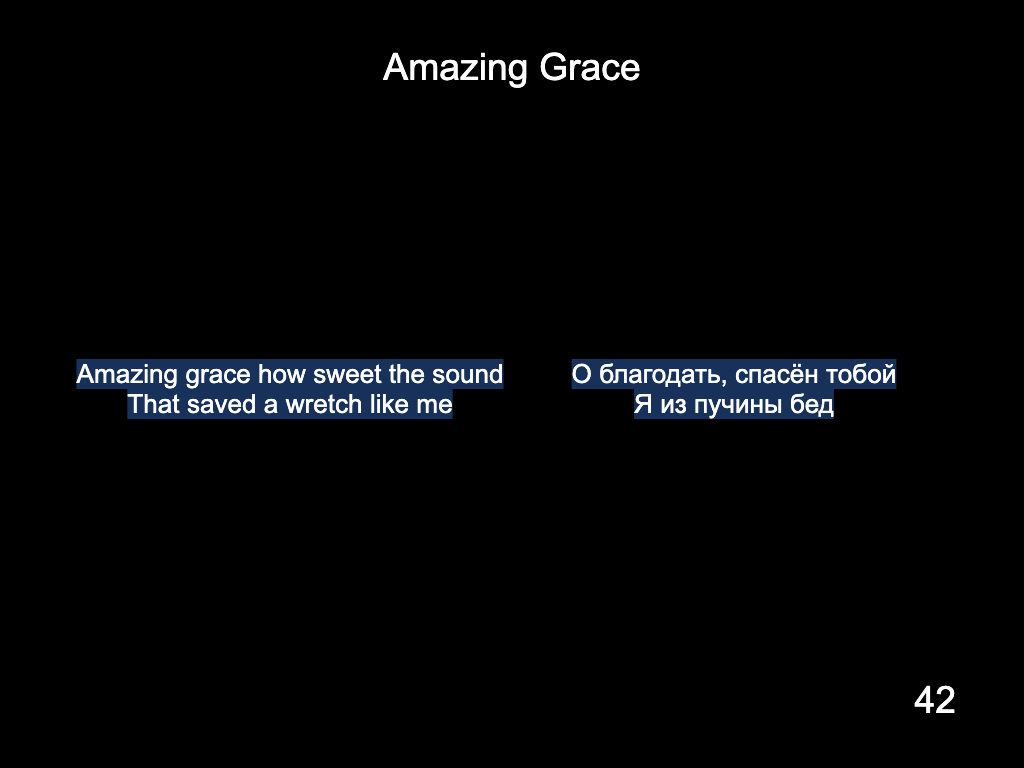 Amazing Grace
Amazing grace how sweet the sound
That saved a wretch like me
О благодать, спасён тобой
Я из пучины бед
42